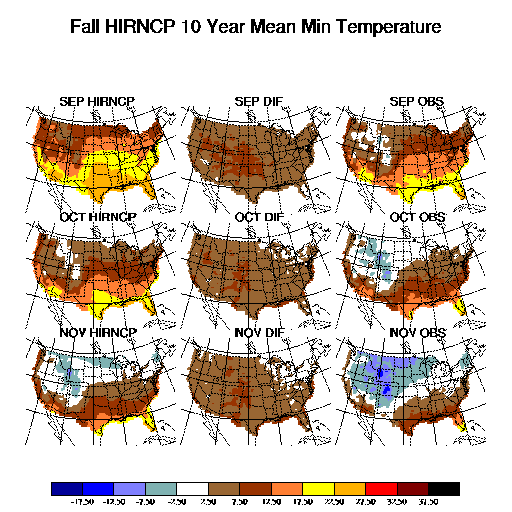 Fall HIRNCP 10 Year Mean Min Temperature
SEP HIRNCP SEP DIF SEP OBS
OCT HIRNCP OCT DIF OCT OBS
NOV HIRNCP NOV DIF NOV OBS
-17.50 -12.50 -7.50 -2.50 2.50 7.50 12.50 17.50 22.50 27.50 32.50 37.50